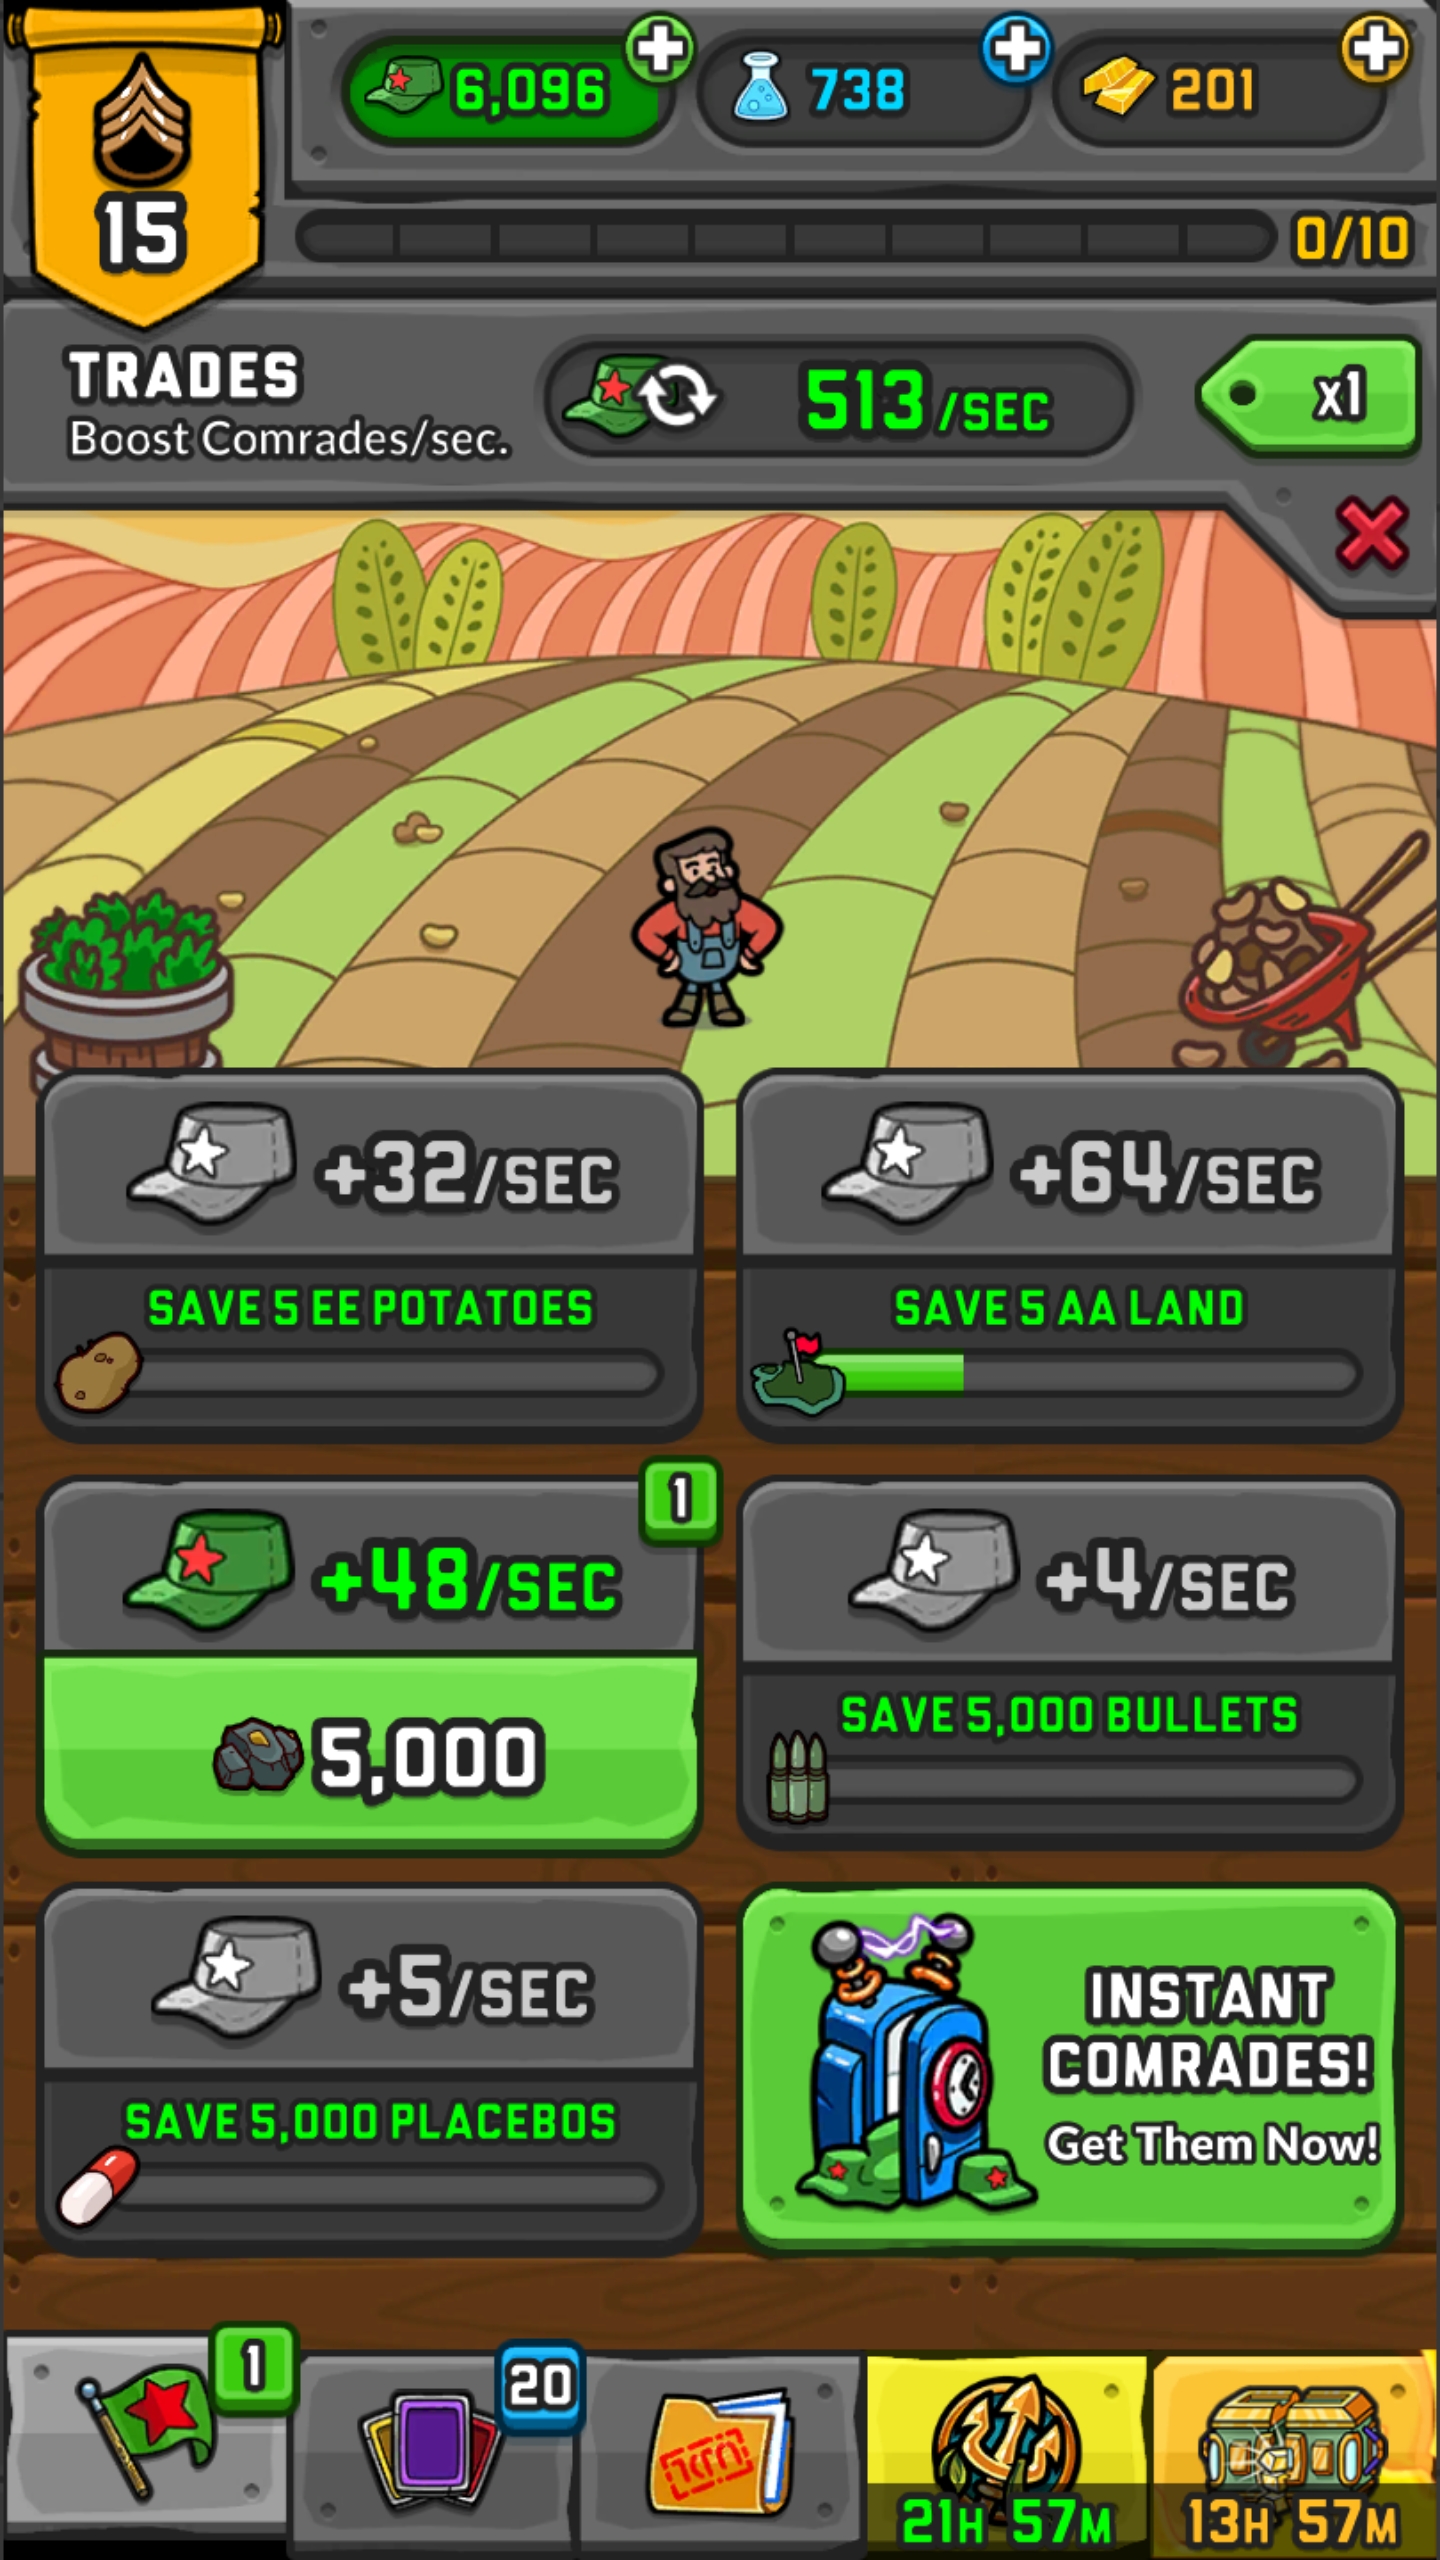 6,096
738
201
15
0/10
TRADES
Boost Comrades/sec.
513 /SEC
x1
+32/SEC
+64/SEC
SAVE 5 EE POTATOES
SAVE 5 AA LAND
1
+48/SEC
+4/SEC
5,000
SAVE 5,000 BULLETS
+5/SEC
SAVE 5,000 PLACEBOS
INSTANT
COMRADES!
Get Them Now!
1
20
21H 57M
13H 57M